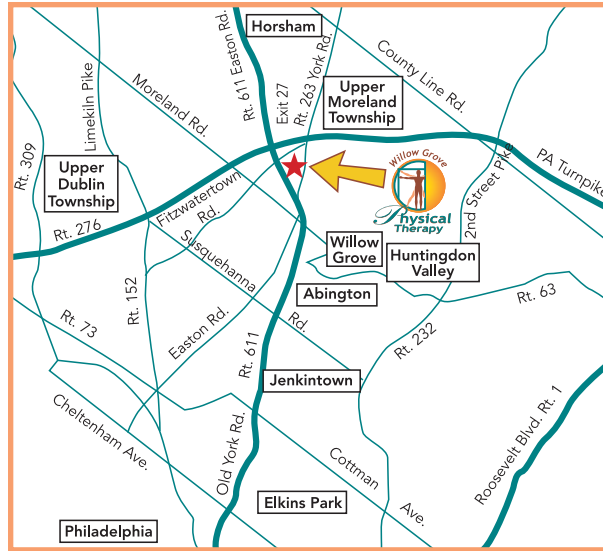 Horsham
Rt. 611 Easton Rd.
Exit 27
Rt. 263 York Rd.
County Line Rd.
Limekiln Pike
Moreland Rd.
Upper
Moreland
Township
Rt. 309
Upper
Dublin
Township
Willow Grove
Physical
Therapy
2nd Street Pike
PA Turnpike
Fitzwatertown
Rd.
Rt. 276
Susquehanna
Rd.
Willow
Grove
Huntingdon
Valley
Abington
Rt. 63
Rt. 152
Rt. 73
Easton Rd.
Rt. 611
Rt. 232
Jenkintown
Cheltenham Ave.
Old York Rd.
Cottman
Ave.
Roosevelt Blvd. Rt. 1
Elkins Park
Philadelphia